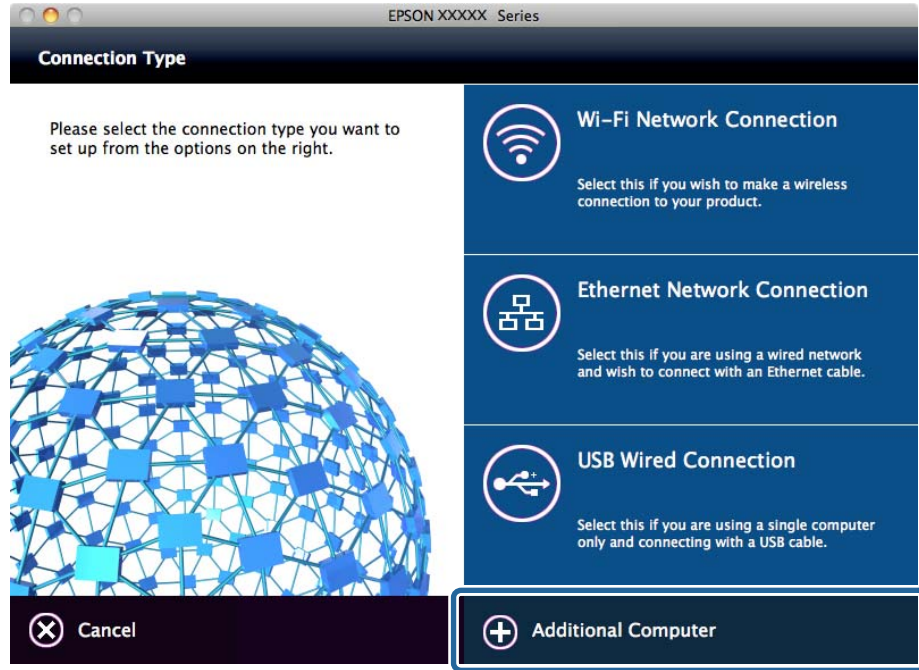 EPSON XXXXX Series
Connection Type
Please select the connection type you want to
set up from the options on the right.
Wi-Fi Network Connection
Select this if you wish to make a wireless
connection to your product.
Ethernet Network Connection
Select this if you are using a wired network
and wish to connect with an Ethernet cable.
USB Wired Connection
Select this if you are using a single computer
only and connecting with a USB cable.
Cancel
Additional Computer